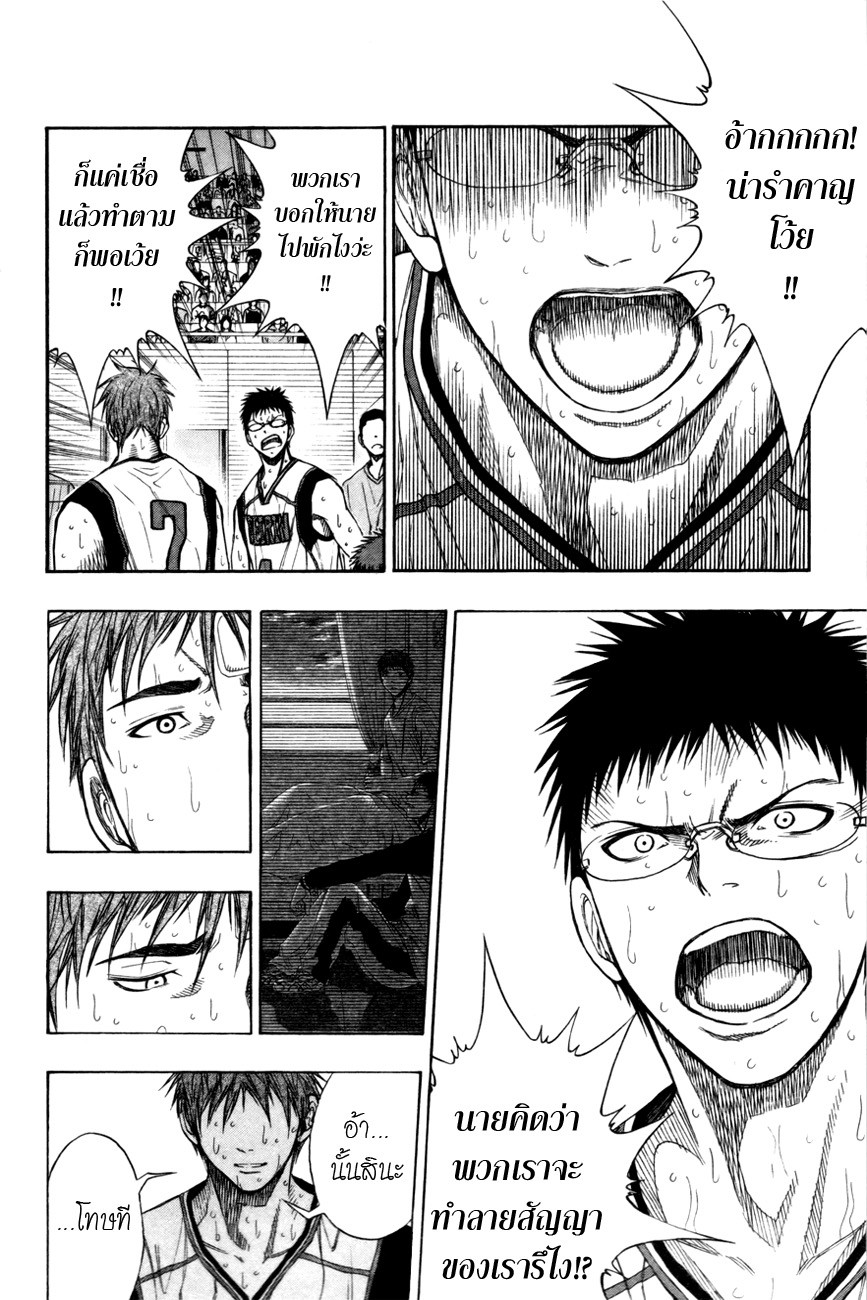 อ๊ากกกกก!
น่ารำคาญ
โว้ย
!!
พวกเรา
บอกให้นาย
ไปพักไงว่ะ
!!
ก็แค่เชื่อ
แล้วทำตาม
ก็พอเว้ย
!!
7
นายคิดว่า
พวกเราจะ
ทำลายสัญญา
ของเรารึไง!?
อ้า...
นั้นสินะ
...โทษที